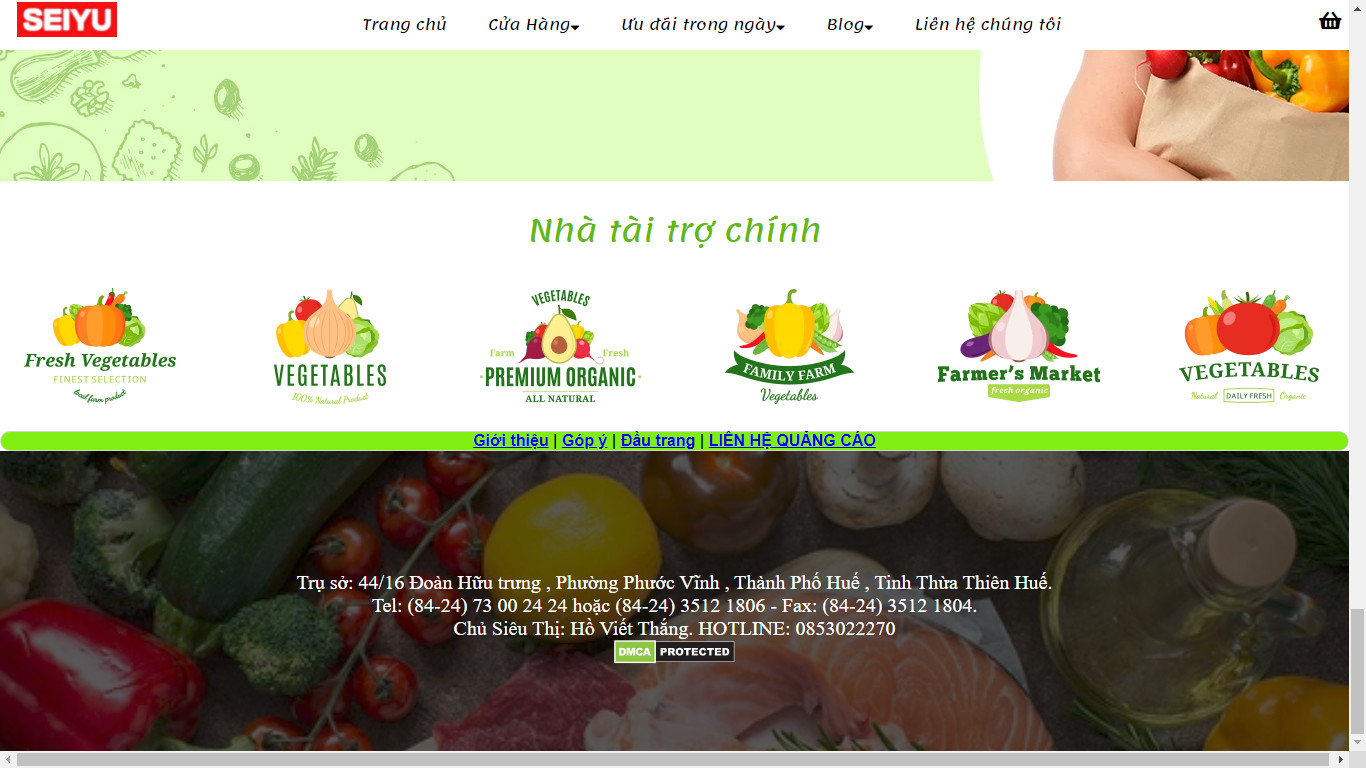 SEIYU
Trang chủ Cửa Hàng Ưu đãi trong ngày Blog Liên hệ chúng tôi
Nhà tài trợ chính
Fresh Vegetables
FINEST SELECTION
local farm product
VEGETABLES
100% Natural Product
VEGETABLES
Farm Fresh
PREMIUM ORGANIC
ALL NATURAL
FAMILY FARM
Vegetables
Farmer's Market
fresh organic
VEGETABLES
Natural DAILY FRESH Organic
Giới thiệu | Góp ý | Đầu trang | LIÊN HỆ QUẢNG CÁO
Trụ sở: 44/16 Đoàn Hữu trưng , Phường Phước Vĩnh , Thành Phố Huế , Tinh Thừa Thiên Huế.
Tel: (84-24) 73 00 24 24 hoặc (84-24) 3512 1806 - Fax: (84-24) 3512 1804.
Chủ Siêu Thị: Hồ Viết Thắng. HOTLINE: 0853022270
DMCA PROTECTED